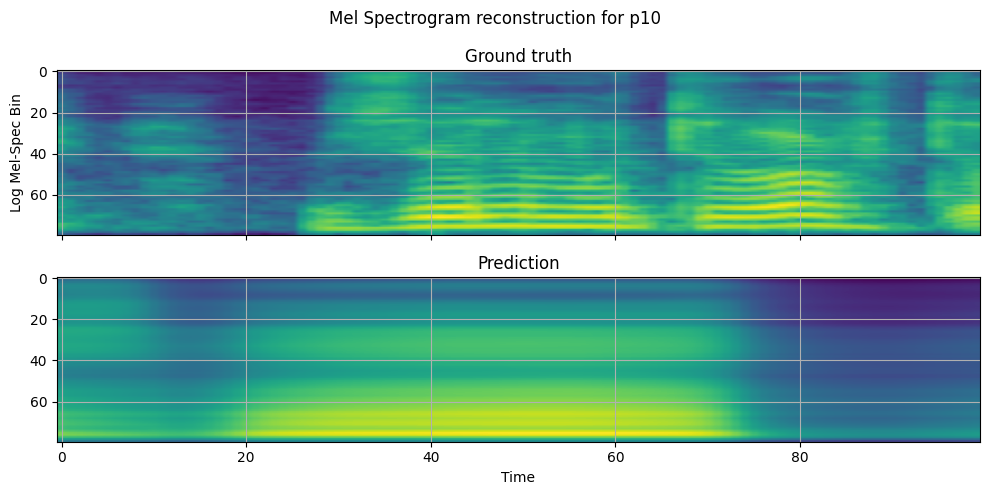 Mel Spectrogram reconstruction for p10
Ground truth
Log Mel-Spec Bin
0
20
40
60
Prediction
0
20
40
60
0 20 40 60 80
Time